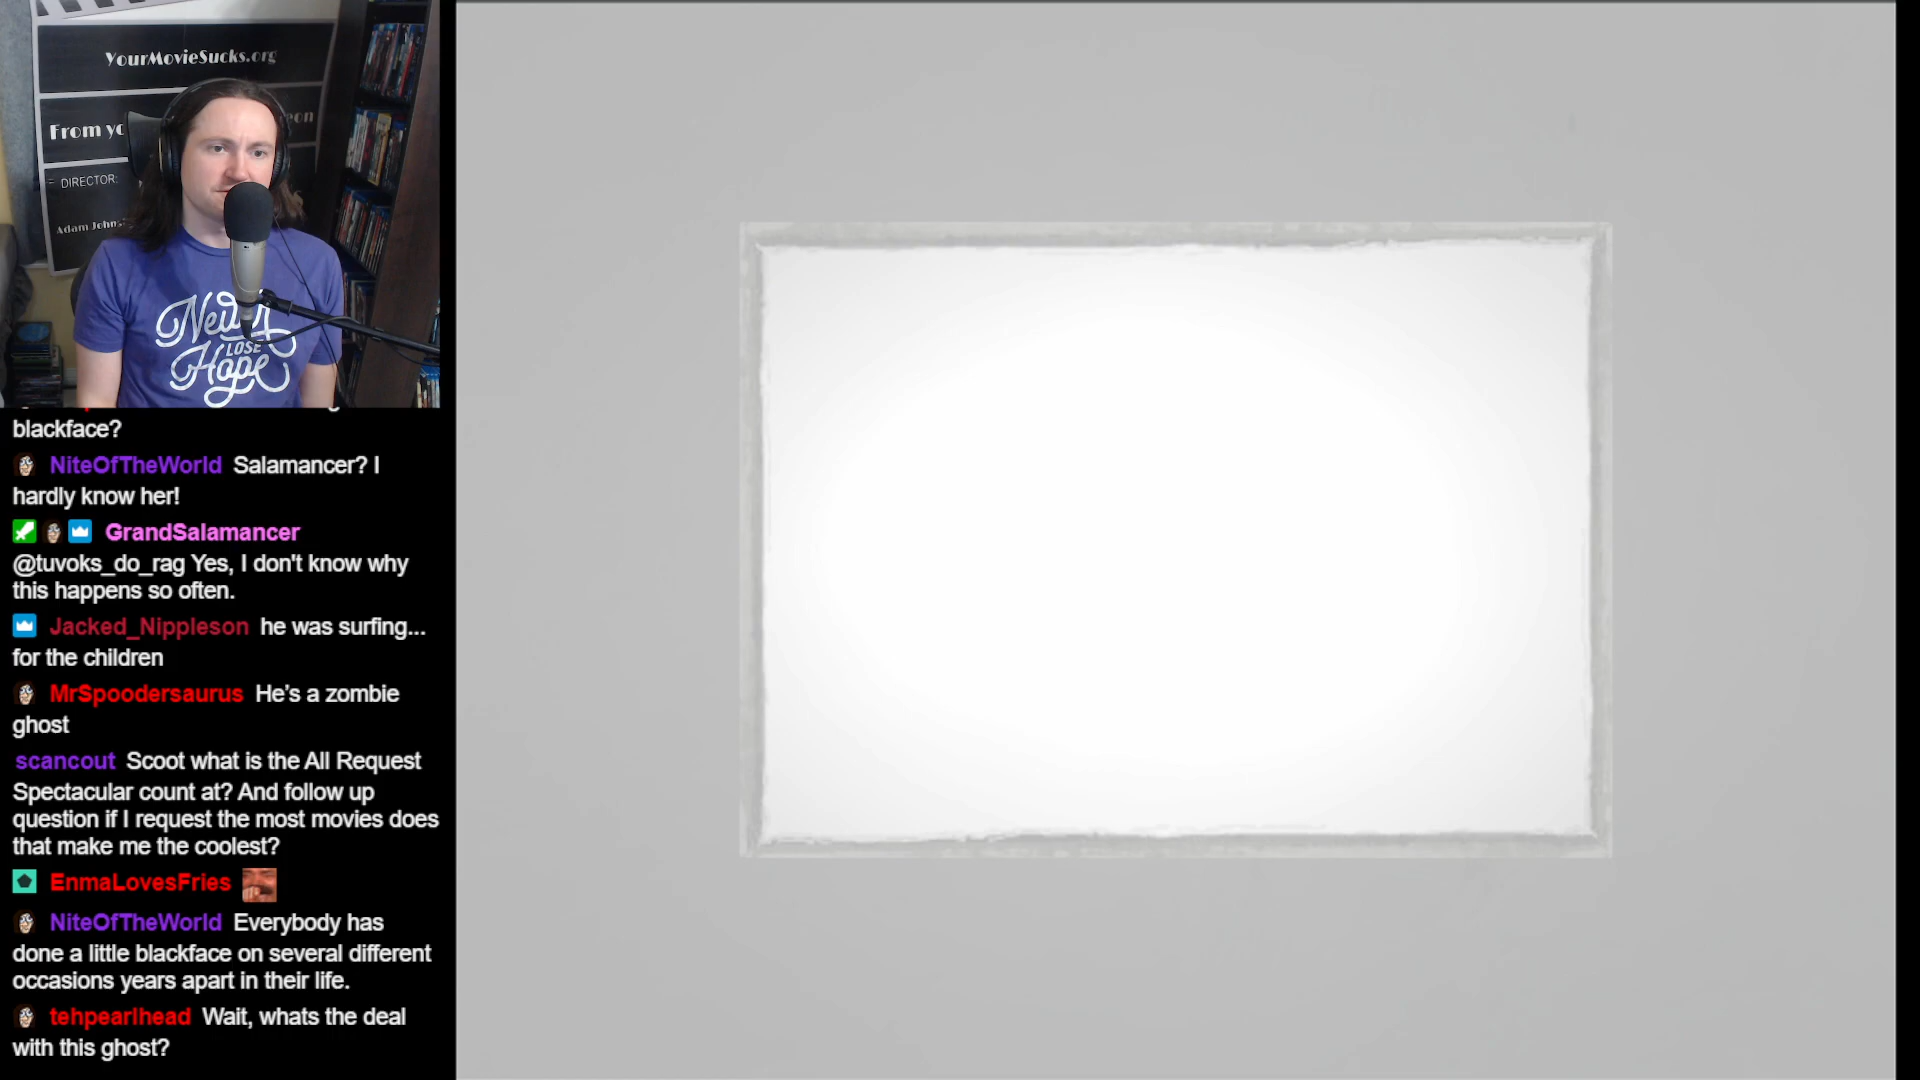 YourMovieSucks.org
From yo
eon
DIRECTOR:
Adam Johns
Never
LOSE
Hope
blackface?
NiteOfTheWorld Salamancer? I
hardly know her!
GrandSalamancer
@tuvoks_do_rag Yes, I don't know why
this happens so often.
Jacked_Nippleson he was surfing...
for the children
MrSpoodersaurus He's a zombie
ghost
scancout Scoot what is the All Request
Spectacular count at? And follow up
question if I request the most movies does
that make me the coolest?
EnmaLovesFries
NiteOfTheWorld Everybody has
done a little blackface on several different
occasions years apart in their life.
tehpearlhead Wait, whats the deal
with this ghost?